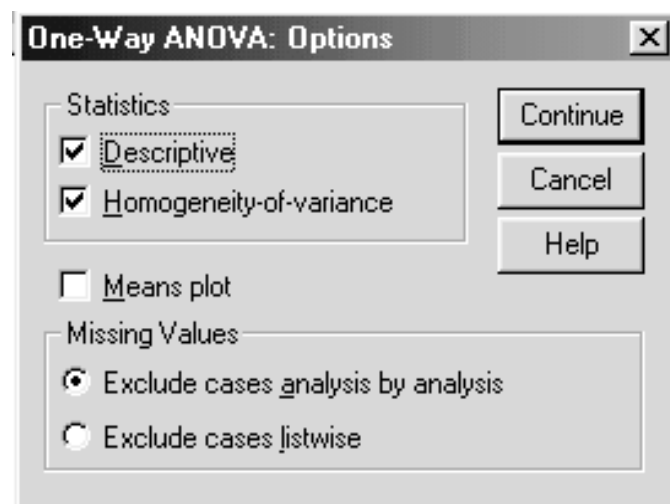 One-Way ANOVA: Options
Statistics
Descriptive
Homogeneity-of-variance
Continue
Cancel
Help
Means plot
Missing Values
Exclude cases analysis by analysis
Exclude cases listwise